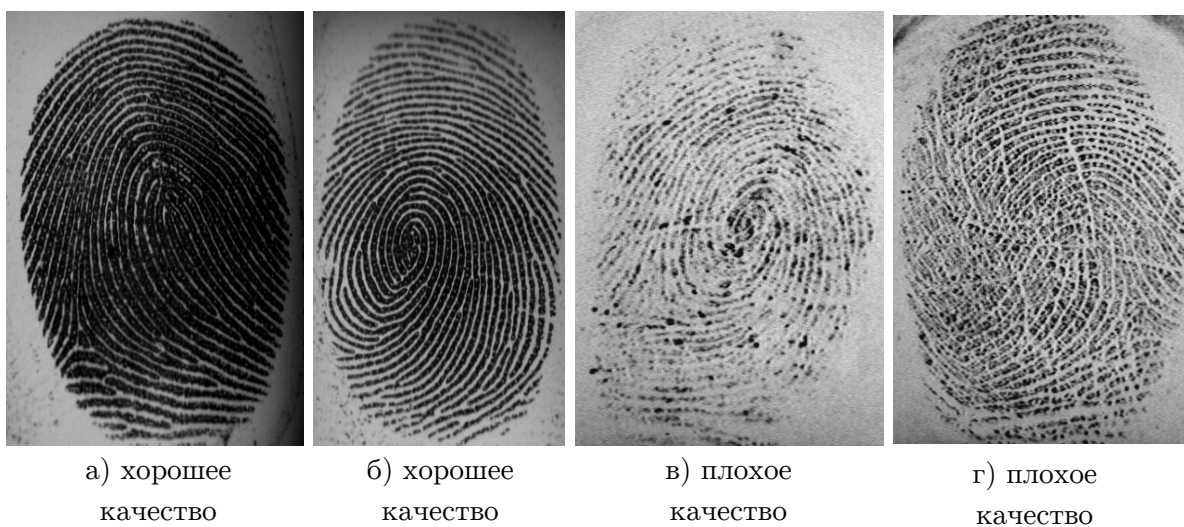 а) хорошее
качество
б) хорошее
качество
в) плохое
качество
г) плохое
качество